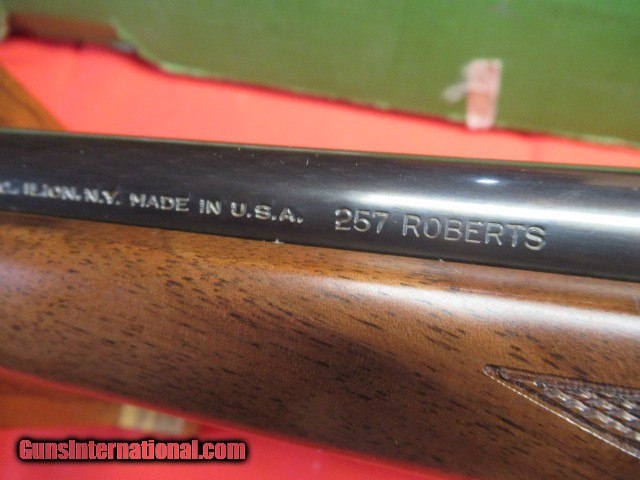 C. ILION, N.Y. MADE IN U.S.A. 257 ROBERTS
GunsInternational.com